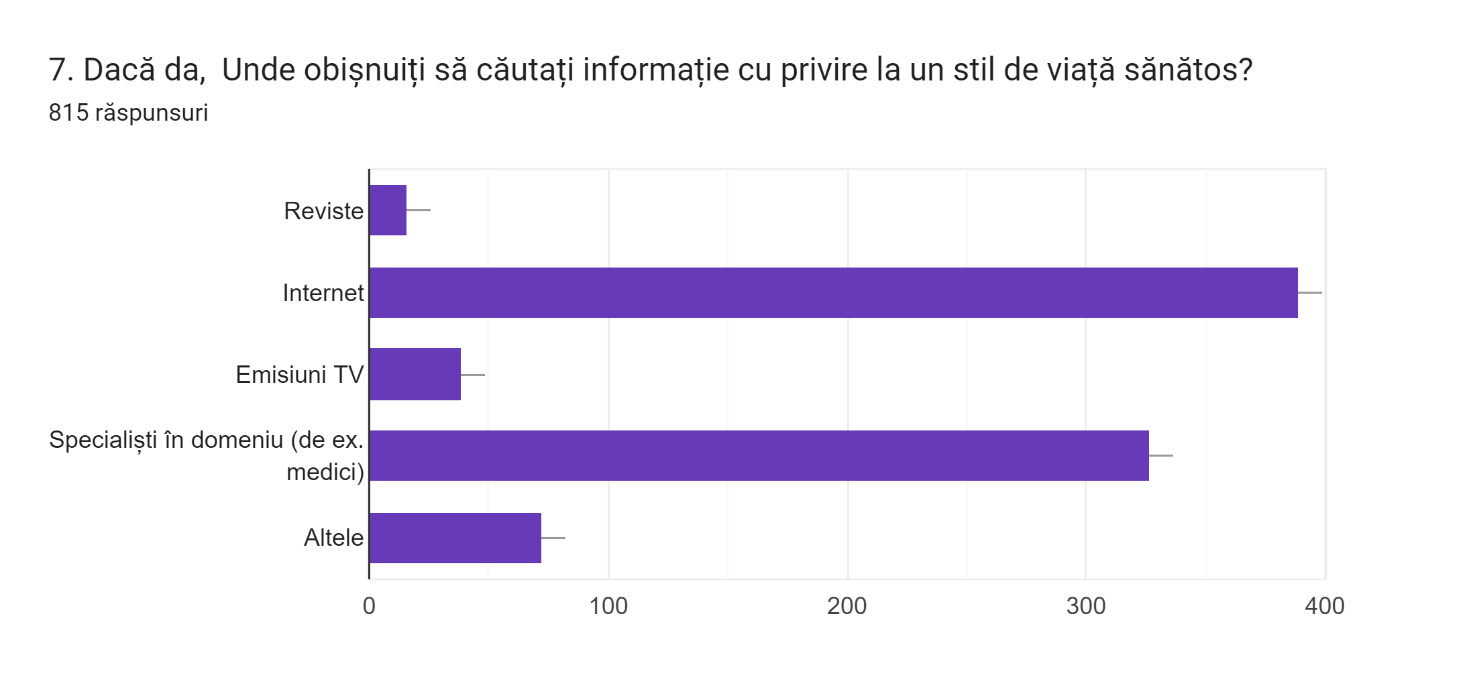 7. Dacă da,  Unde obișnuiți să căutați informație cu privire la un stil de viață sănătos?
815 răspunsuri
Reviste
Internet
Emisiuni TV
Specialiști în domeniu (de ex.
medici)
Altele
0 100 200 300 400